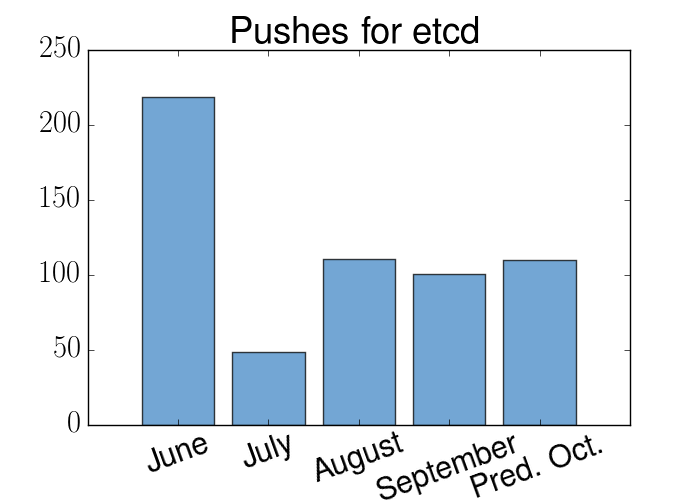 Pushes for etcd
250
200
150
100
50
0
June
July
August
September
Pred. Oct.